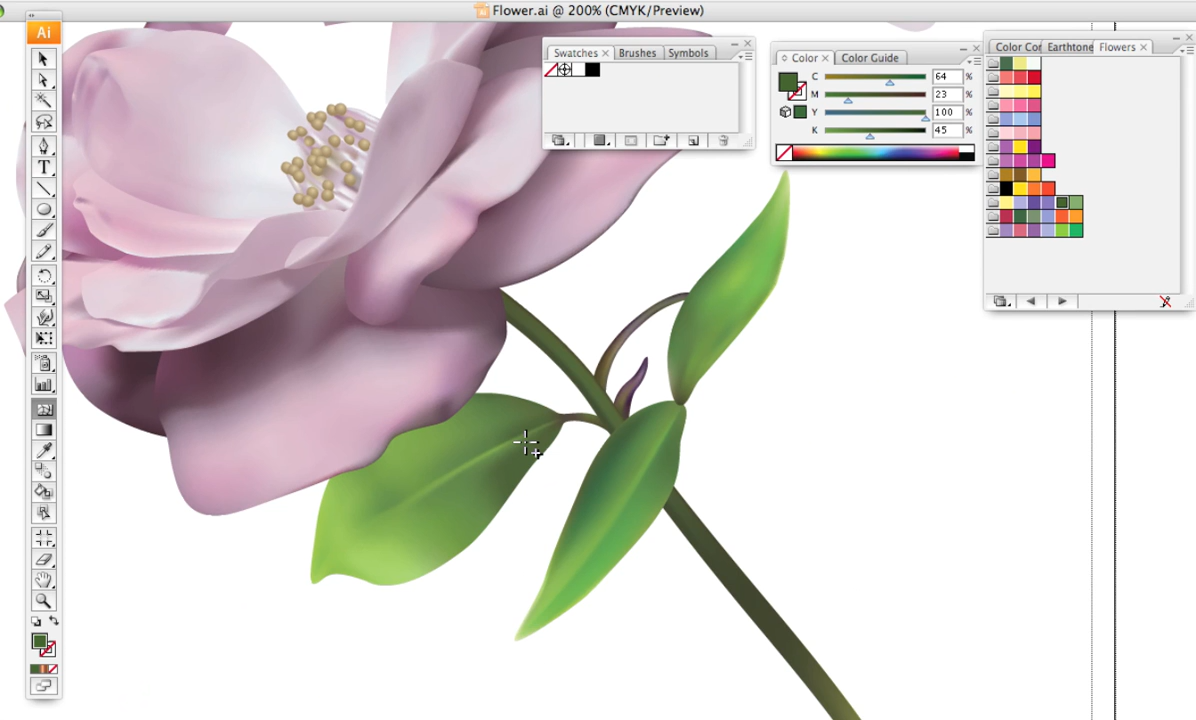 Flower.ai @ 200% (CMYK/Preview)
Ai
Swatches × Brushes Symbols
Color × Color Guide
C 64 %
M 23 %
Y 100 %
K 45 %
Color Cor Earthtone Flowers ×
T